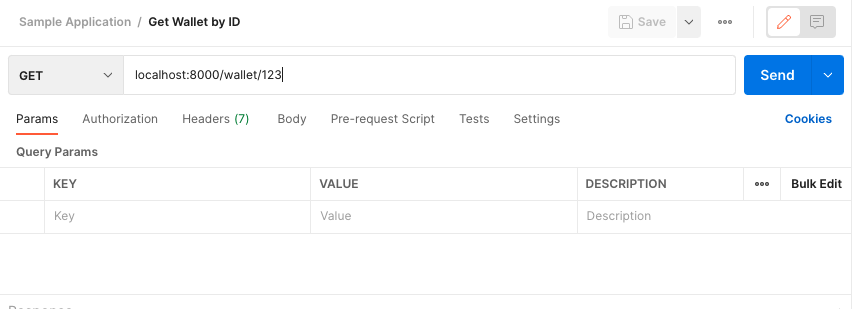 Sample Application / Get Wallet by ID
Save
GET
localhost:8000/wallet/123
Send
Params Authorization Headers (7) Body Pre-request Script Tests Settings Cookies
Query Params
KEY VALUE DESCRIPTION Bulk Edit
Key Value Description
Response